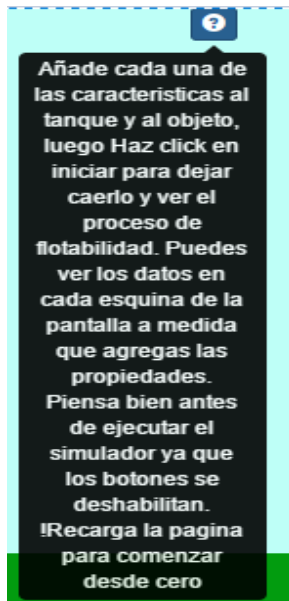 ?
Añade cada una de
las caracteristicas al
tanque y al objeto,
luego Haz click en
iniciar para dejar
caerlo y ver el
proceso de
flotabilidad. Puedes
ver los datos en
cada esquina de la
pantalla a medida
que agregas las
propiedades.
Piensa bien antes
de ejecutar el
simulador ya que
los botones se
deshabilitan.
!Recarga la pagina
para comenzar
desde cero